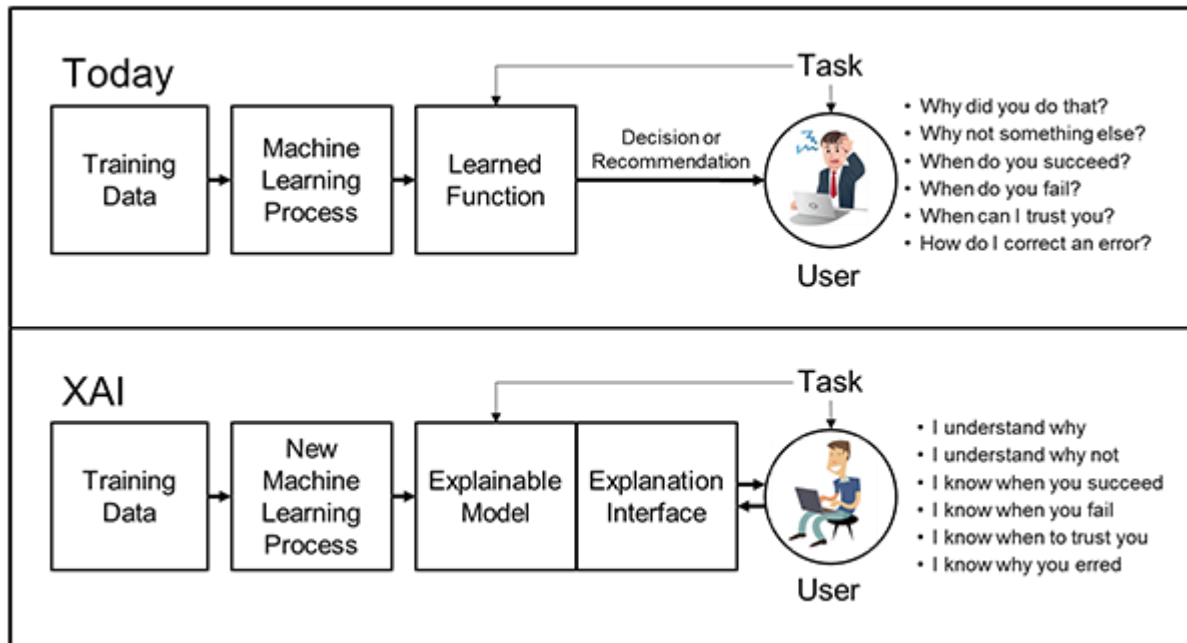 Today
Task
Training
Data
Machine
Learning
Process
Learned
Function
Decision or
Recommendation
User
• Why did you do that?
• Why not something else?
• When do you succeed?
• When do you fail?
• When can I trust you?
• How do I correct an error?
XAI
Task
Training
Data
New
Machine
Learning
Process
Explainable
Model
Explanation
Interface
User
• I understand why
• I understand why not
• I know when you succeed
• I know when you fail
• I know when to trust you
• I know why you erred